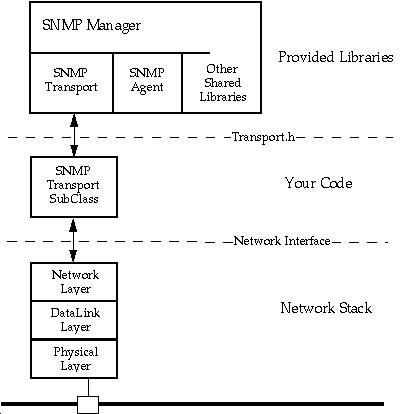 SNMP Manager
Provided Libraries
SNMP
Transport
SNMP
Agent
Other
Shared
Libraries
Transport.h
SNMP
Transport
SubClass
Your Code
Network Interface
Network
Layer
DataLink
Layer
Physical
Layer
Network Stack